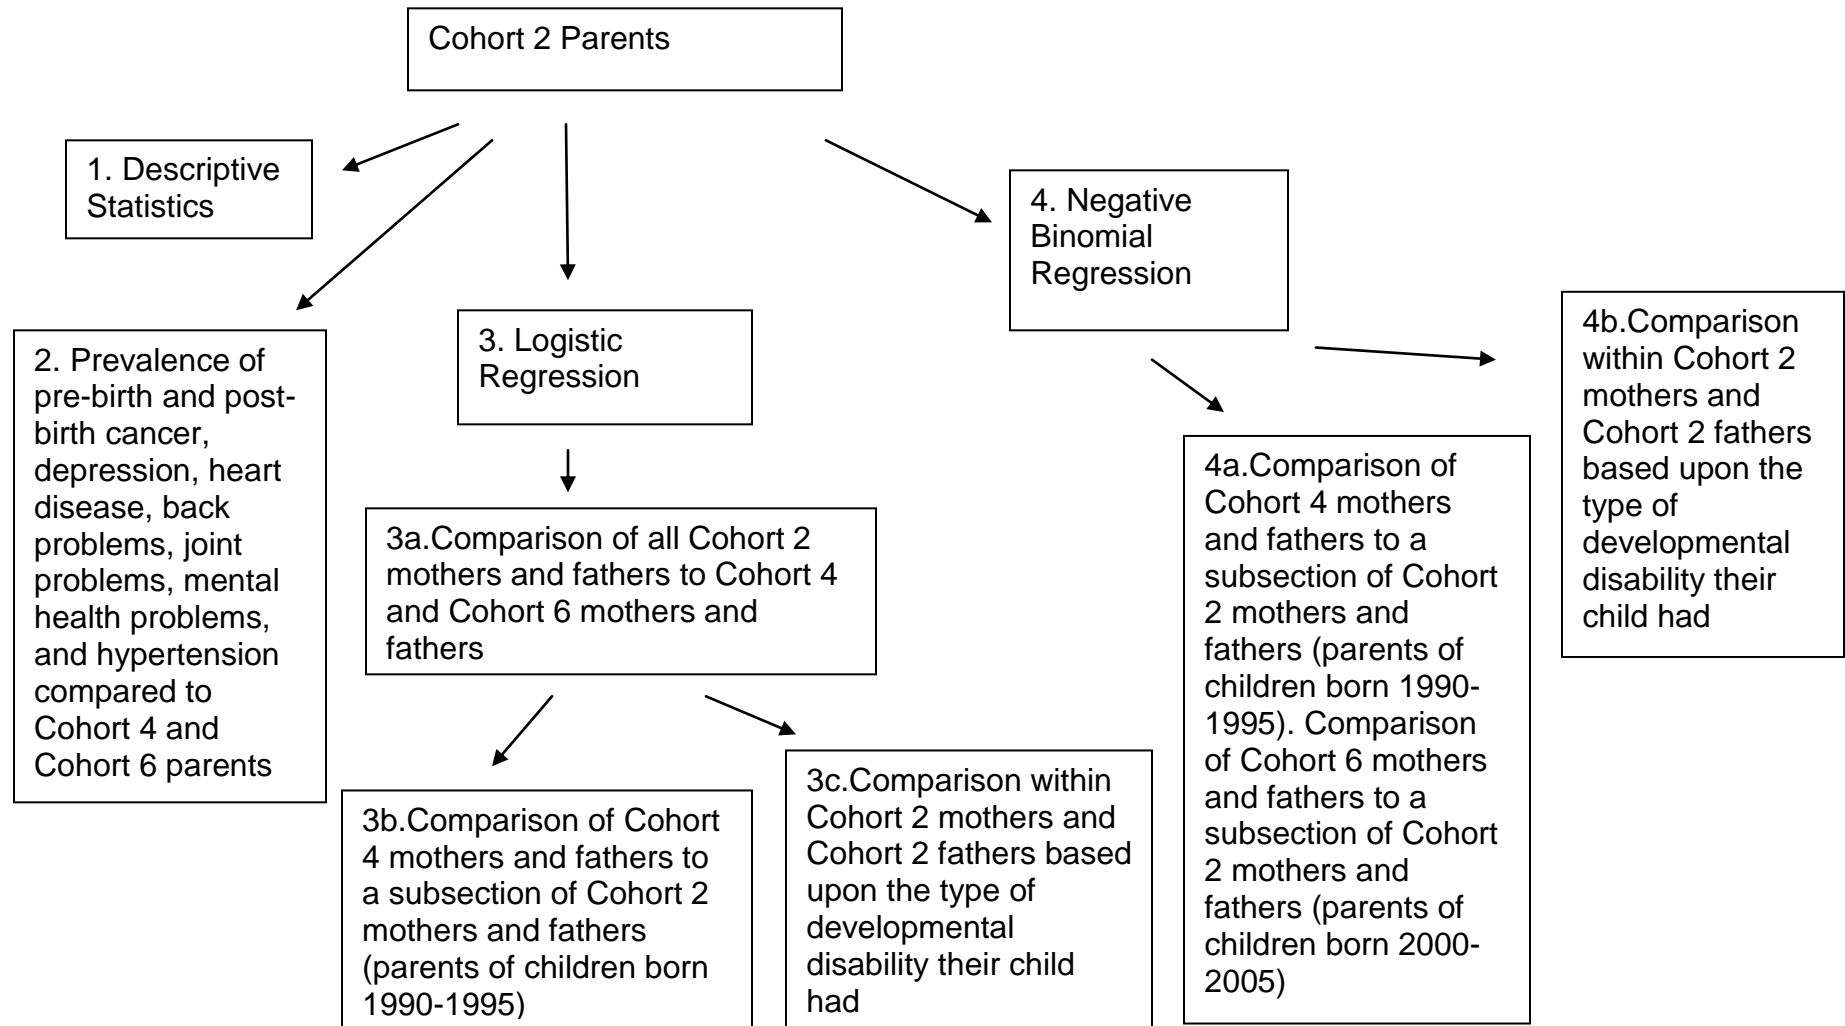 Cohort 2 Parents
1. Descriptive
Statistics
2. Prevalence of
pre-birth and post-
birth cancer,
depression, heart
disease, back
problems, joint
problems, mental
health problems,
and hypertension
compared to
Cohort 4 and
Cohort 6 parents
3. Logistic
Regression
3a.Comparison of all Cohort 2
mothers and fathers to Cohort 4
and Cohort 6 mothers and
fathers
3b.Comparison of Cohort
4 mothers and fathers to
a subsection of Cohort 2
mothers and fathers
(parents of children born
1990-1995)
3c.Comparison within
Cohort 2 mothers and
Cohort 2 fathers based
upon the type of
developmental
disability their child
had
4. Negative
Binomial
Regression
4a.Comparison of
Cohort 4 mothers
and fathers to a
subsection of Cohort
2 mothers and
fathers (parents of
children born 1990-
1995). Comparison
of Cohort 6 mothers
and fathers to a
subsection of Cohort
2 mothers and
fathers (parents of
children born 2000-
2005)
4b.Comparison
within Cohort 2
mothers and
Cohort 2 fathers
based upon the
type of
developmental
disability their
child had